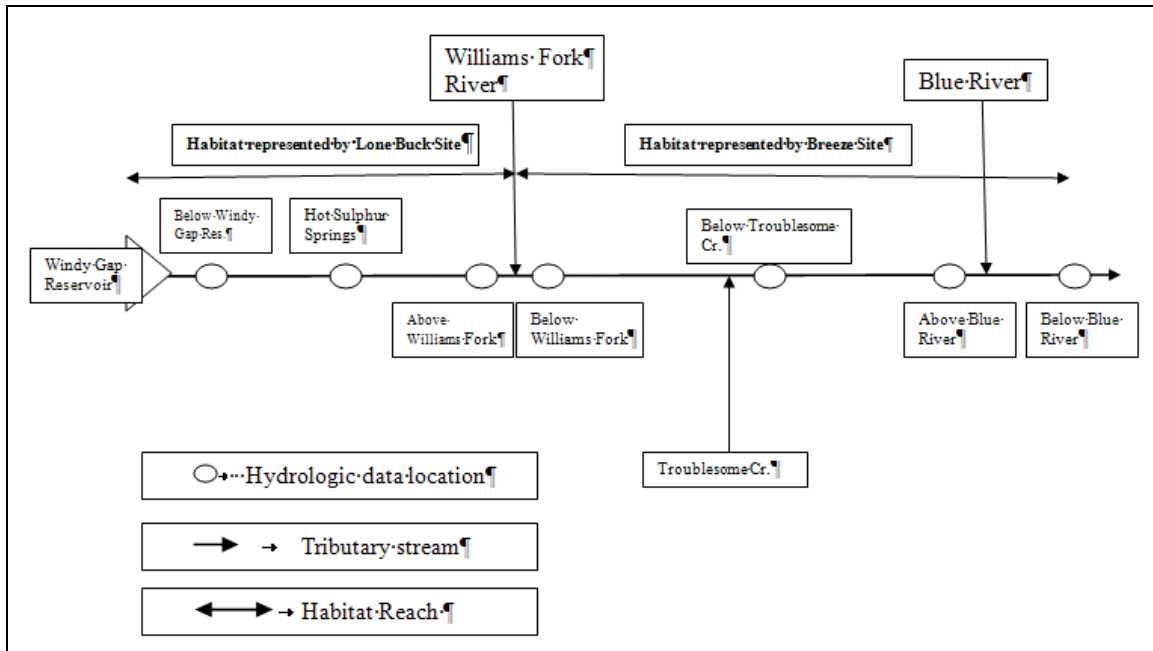 Williams Fork¶
River¶
Blue River¶
Habitat represented by Lone Buck Site¶
Habitat represented by Breeze Site¶
Below Windy
Gap Res.¶
Hot Sulphur
Springs¶
Below Troublesome
Cr.¶
Windy Gap
Reservoir¶
Above
Williams Fork¶
Below
Williams Fork¶
Above Blue
River¶
Below Blue
River¶
Troublesome Cr.¶
Hydrologic data location¶
Tributary stream¶
Habitat Reach ¶